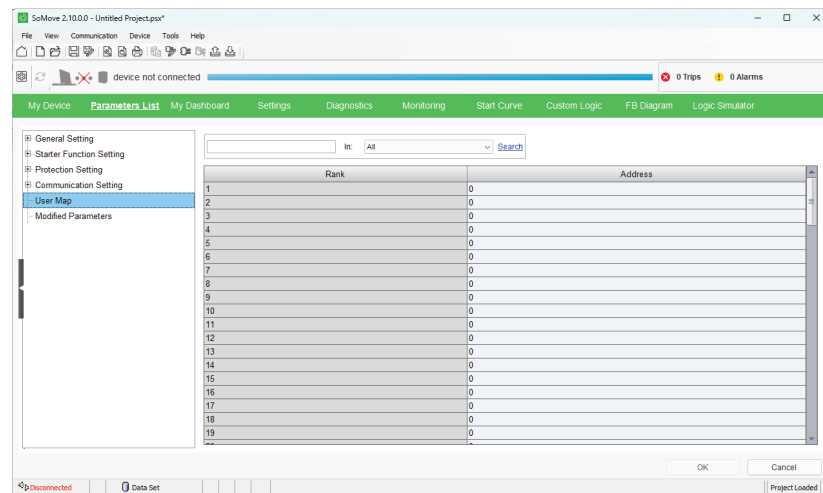 SoMove 2.10.0.0 - Untitled Project.psx*
File View Communication Device Tools Help
device not connected
0 Trips 0 Alarms
My Device Parameters List My Dashboard Settings Diagnostics Monitoring Start Curve Custom Logic FB Diagram Logic Simulator
General Setting
Starter Function Setting
Protection Setting
Communication Setting
User Map
Modified Parameters
In: All Search
Rank Address
1 0
2 0
3 0
4 0
5 0
6 0
7 0
8 0
9 0
10 0
11 0
12 0
13 0
14 0
15 0
16 0
17 0
18 0
19 0
OK Cancel
Disconnected Data Set Project Loaded